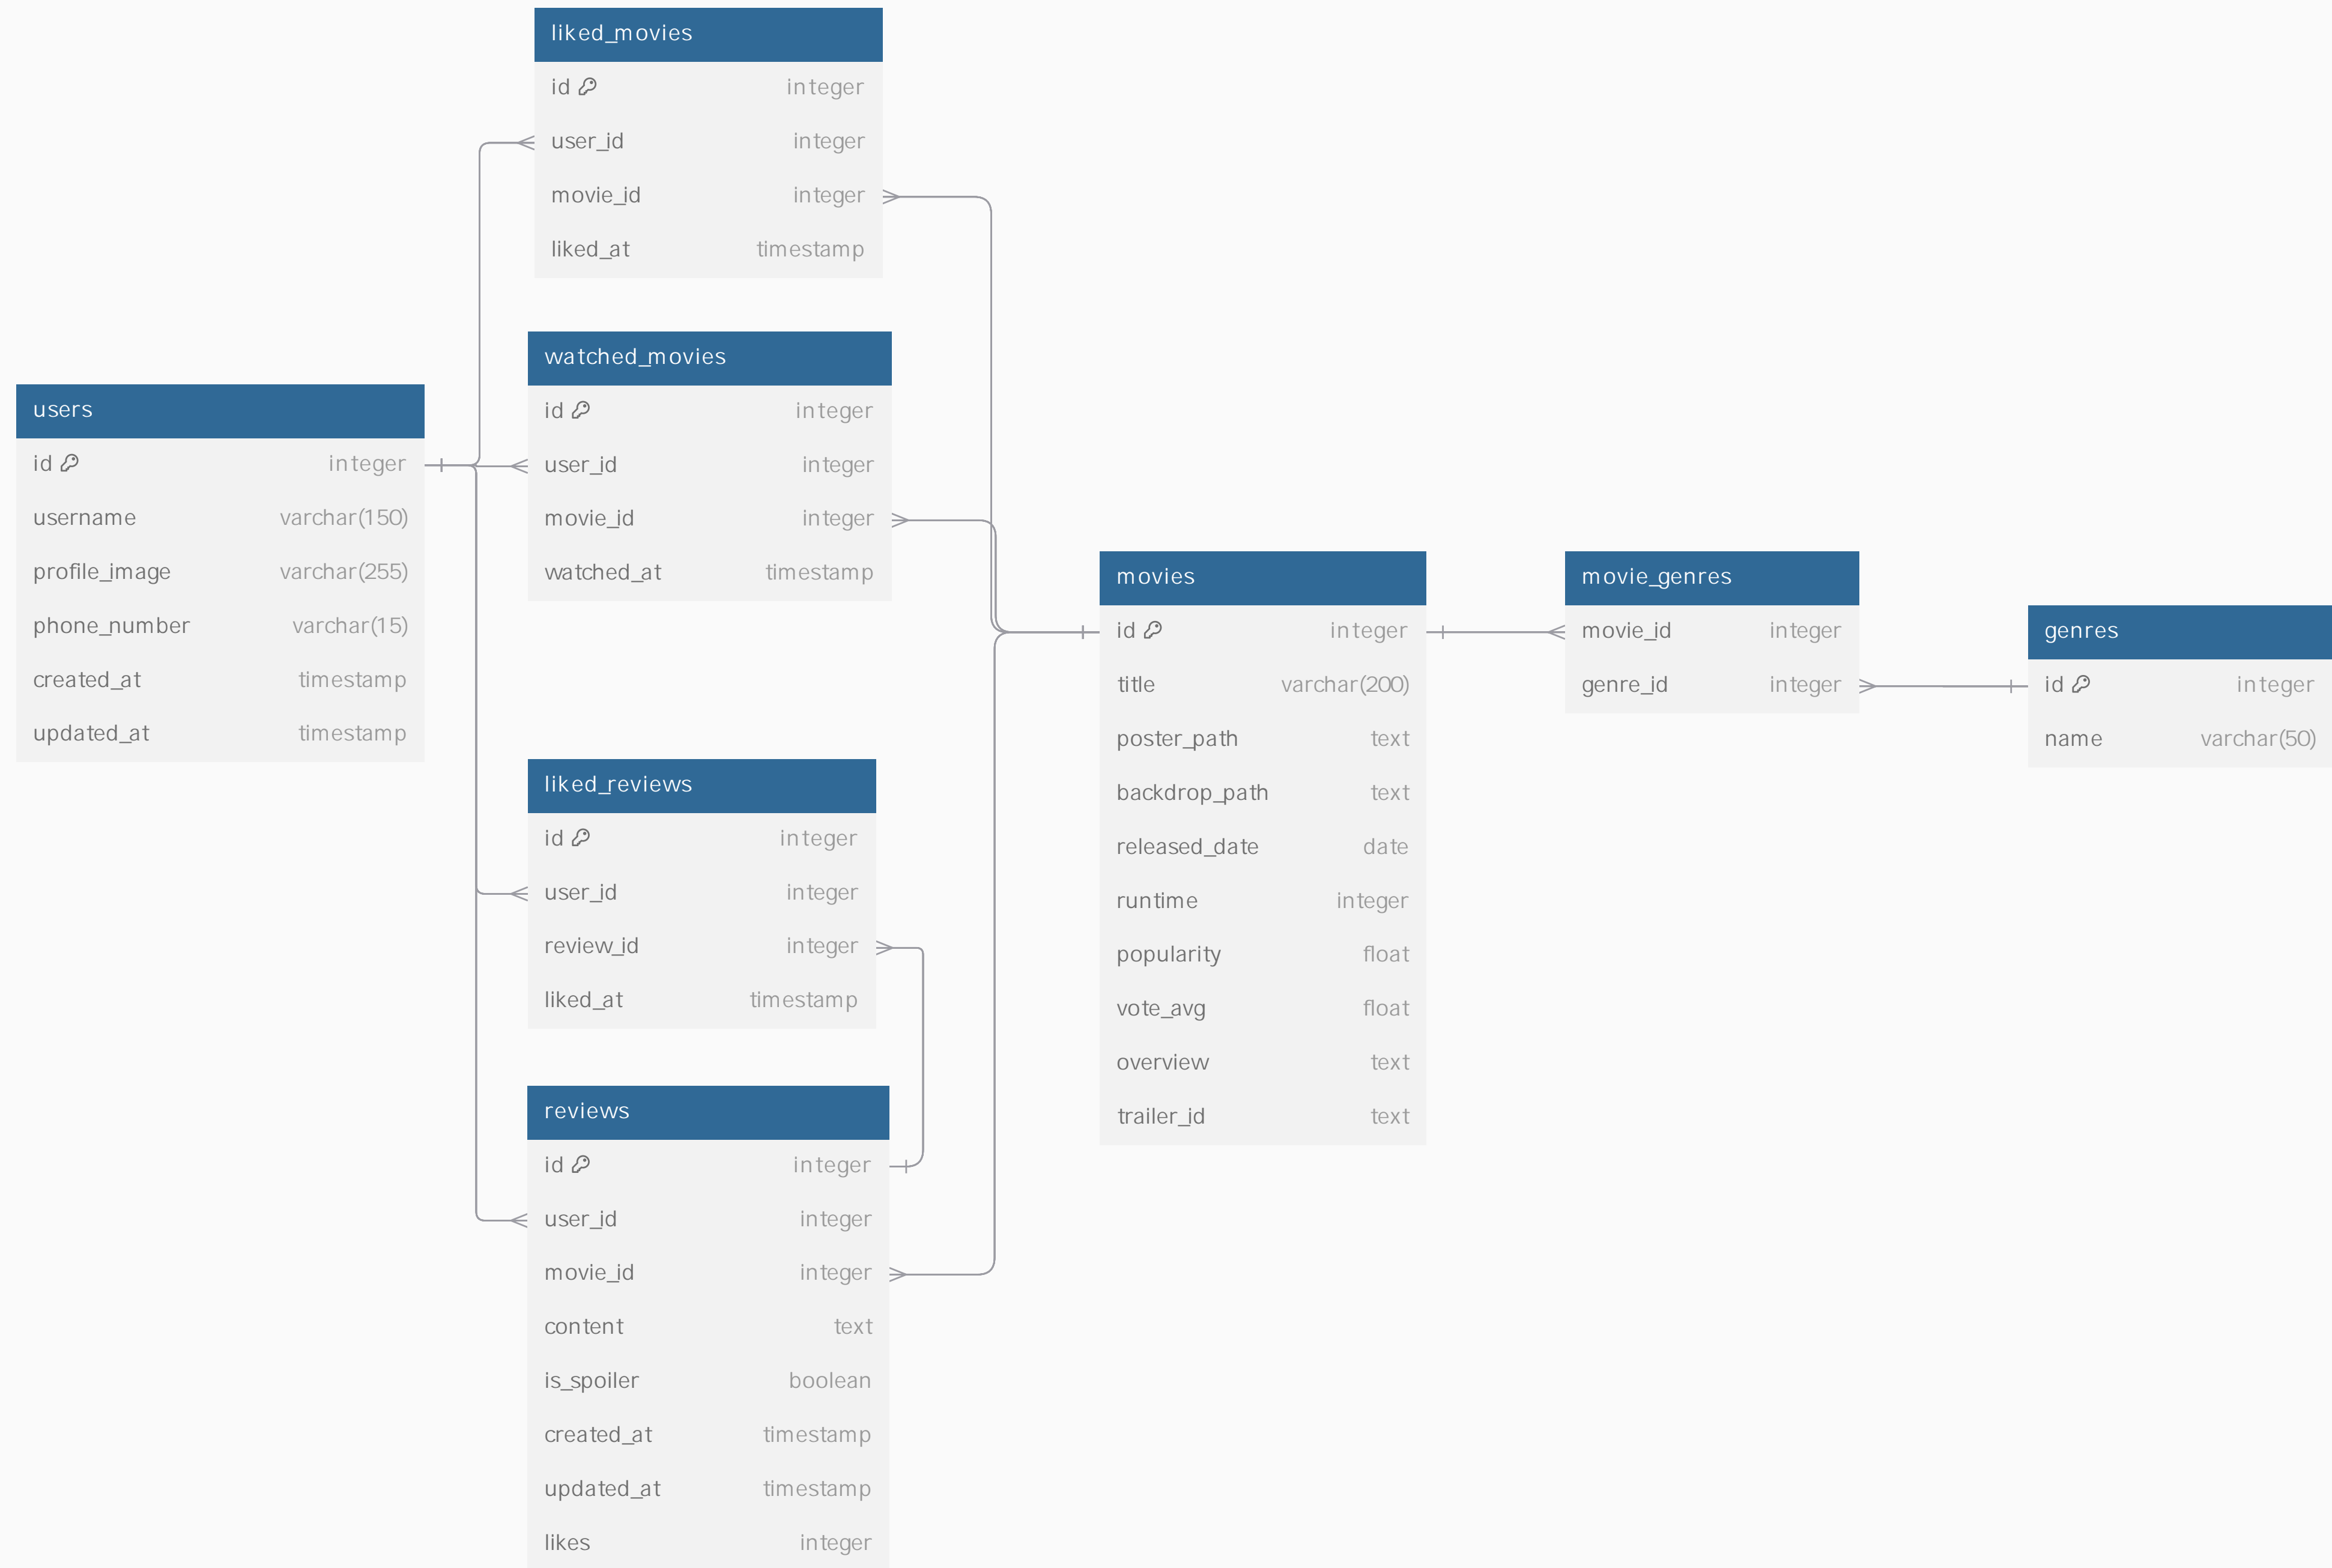 liked_movies
id integer
user_id integer
movie_id integer
liked_at timestamp
watched_movies
id integer
user_id integer
movie_id integer
watched_at timestamp
users
id integer
username varchar(150)
profile_image varchar(255)
phone_number varchar(15)
created_at timestamp
updated_at timestamp
liked_reviews
id integer
user_id integer
review_id integer
liked_at timestamp
reviews
id integer
user_id integer
movie_id integer
content text
is_spoiler boolean
created_at timestamp
updated_at timestamp
likes integer
movies
id integer
title varchar(200)
poster_path text
backdrop_path text
released_date date
runtime integer
popularity float
vote_avg float
overview text
trailer_id text
movie_genres
movie_id integer
genre_id integer
genres
id integer
name varchar(50)